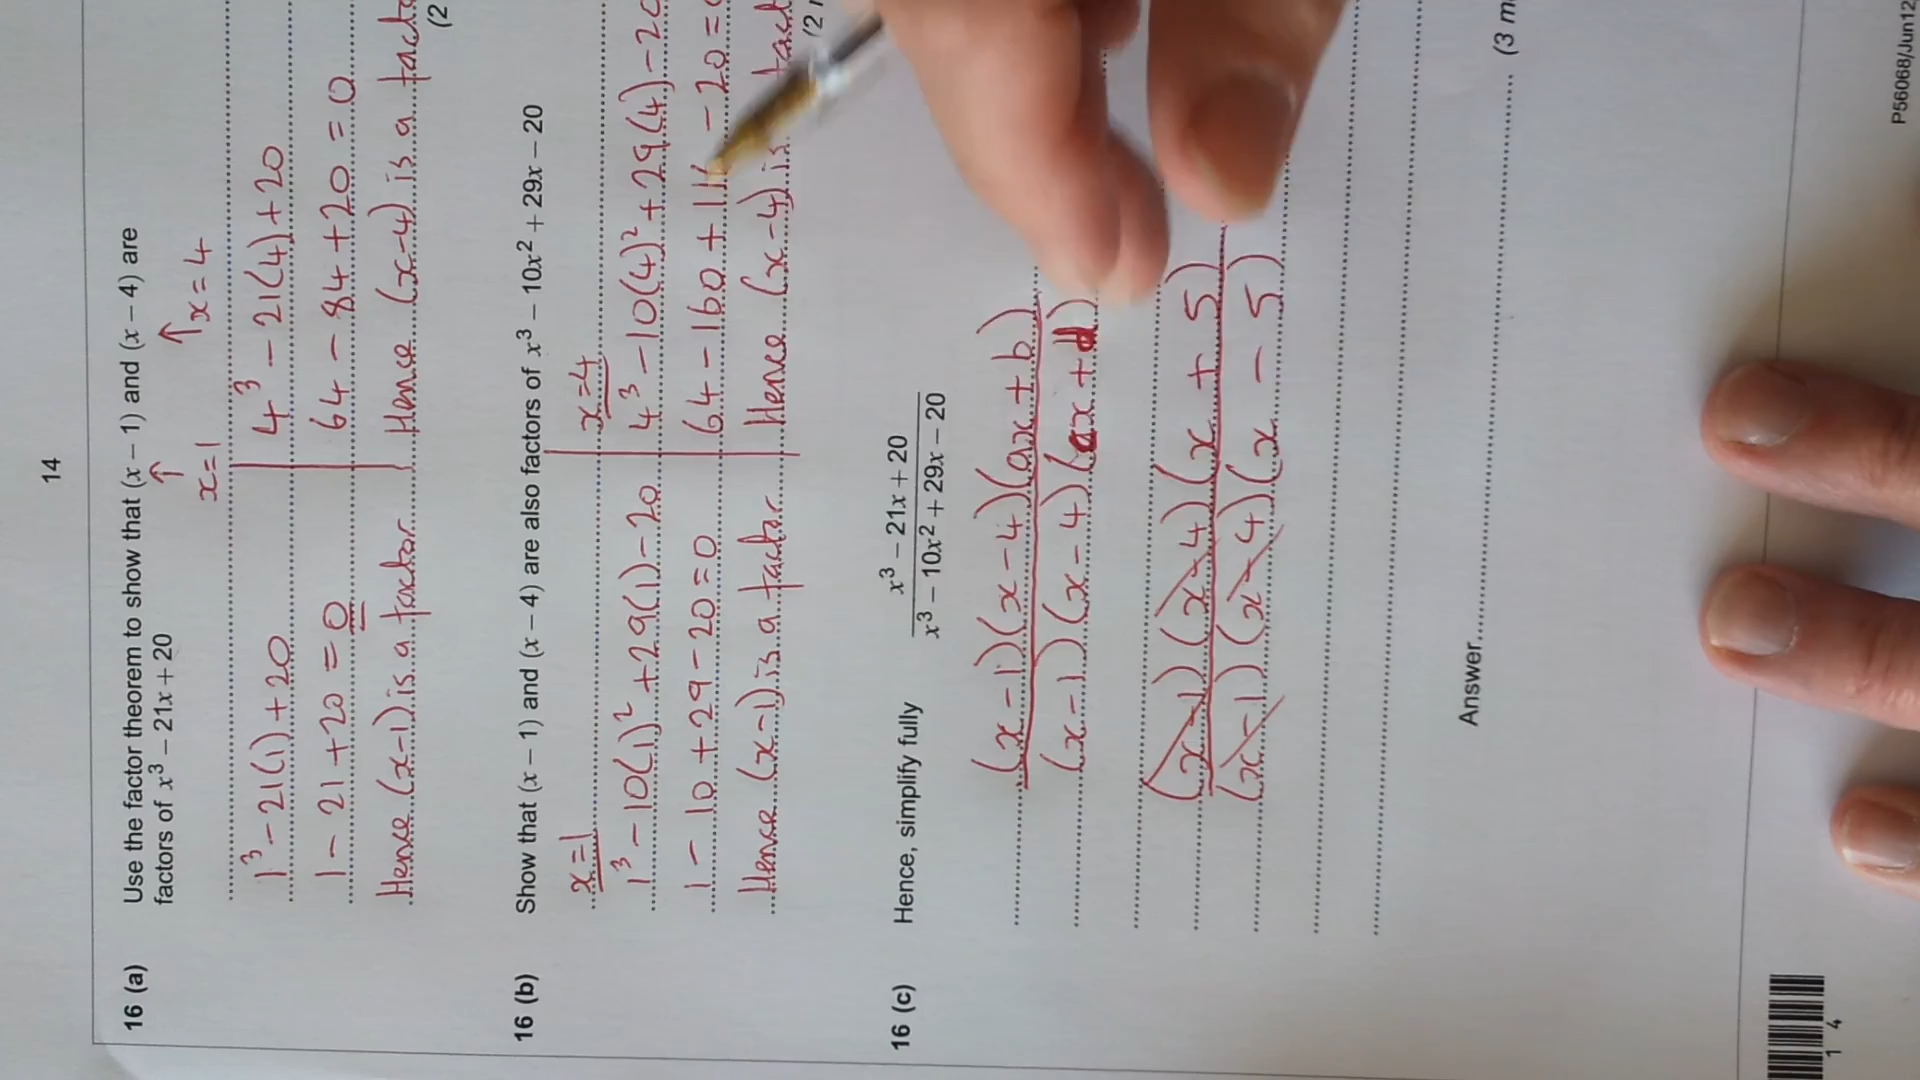 14
16 (a) Use the factor theorem to show that (x − 1) and (x − 4) are
factors of x³ − 21x + 20
↑ x=1 ↑ x=4
1³ − 21(1) + 20 4³ − 21(4) + 20
1 − 21 + 20 = 0 64 − 84 + 20 = 0
Hence (x−1) is a factor Hence (x−4) is a
(2
16 (b) Show that (x − 1) and (x − 4) are also factors of x³ − 10x² + 29x − 20
x=1 x=4
1³ − 10(1)² + 29(1) − 20 4³ − 10(4)² + 29(4) − 20
1 − 10 + 29 − 20 = 0 64 − 160 + 116 − 20 =
Hence (x−1) is a factor Hence (x−4) is
(2
16 (c) Hence, simplify fully
x³ − 21x + 20
x³ − 10x² + 29x − 20
(x−1)(x−4)(ax+b)
(x−1)(x−4)(cx+d)
(x−1)(x−4)(x + 5)
(x−1)(x−4)(x − 5)
Answer
(3 m
14
P56068/Jun12